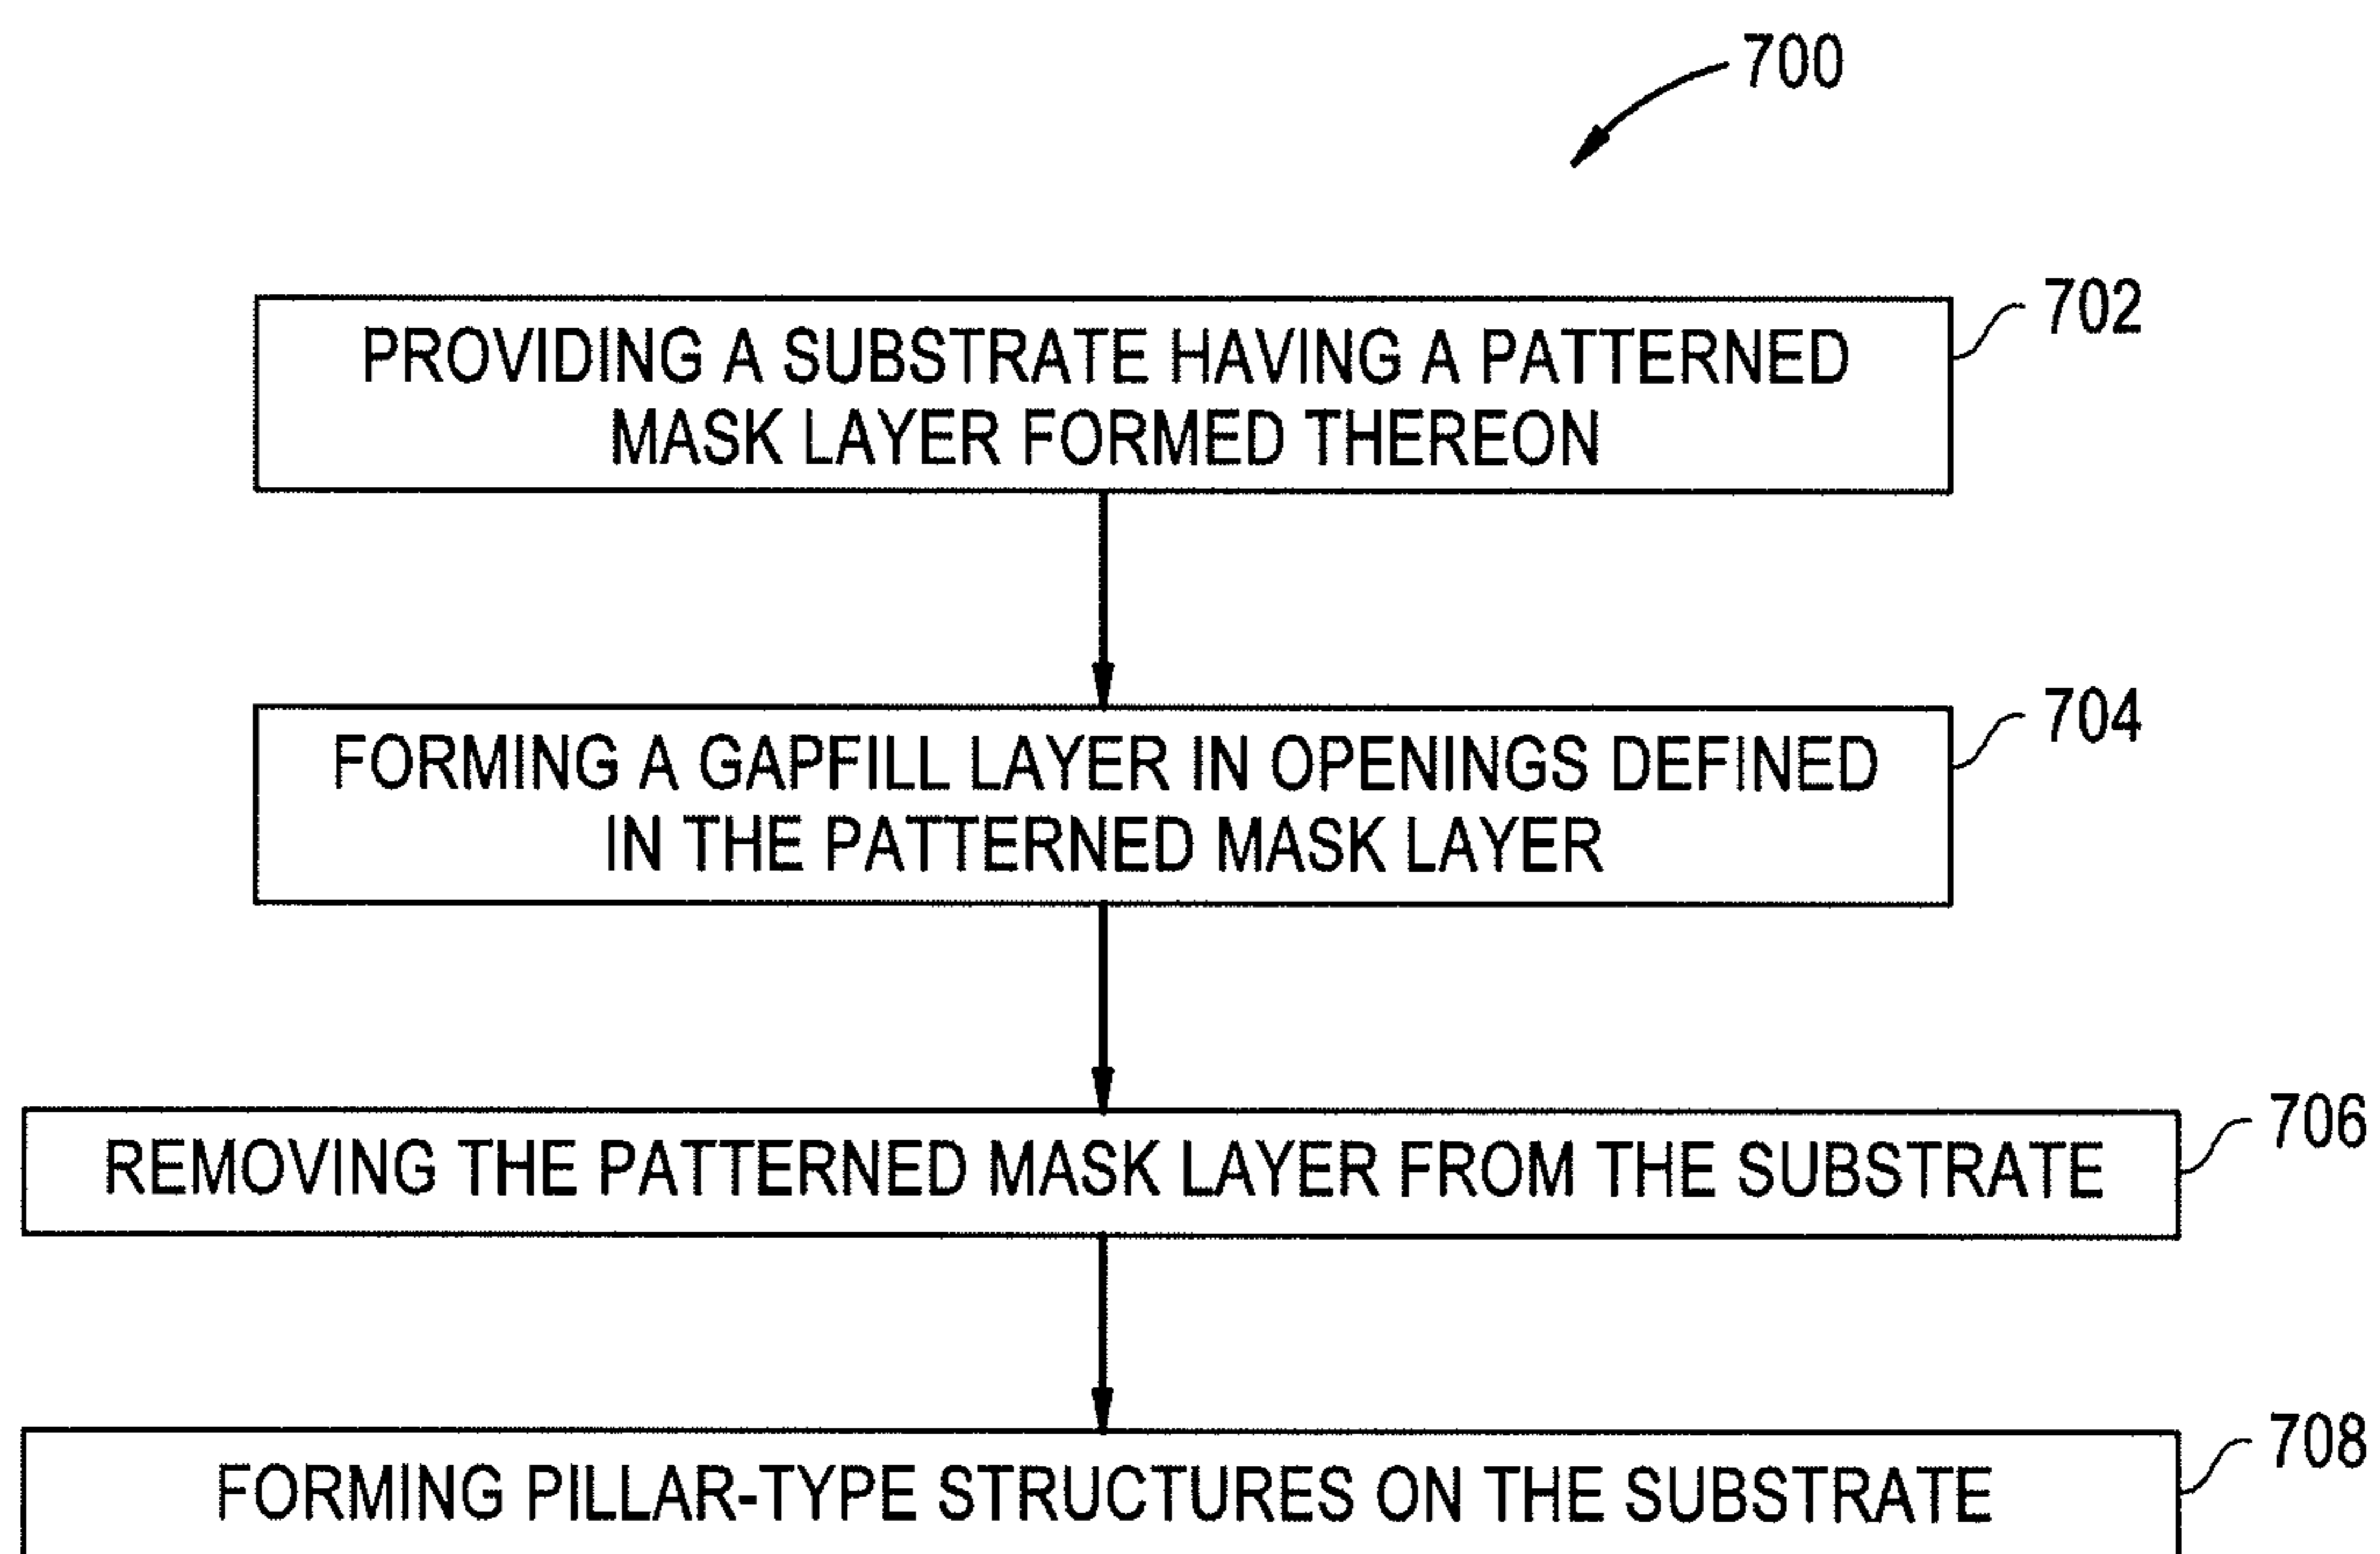 700
702
PROVIDING A SUBSTRATE HAVING A PATTERNED
MASK LAYER FORMED THEREON
704
FORMING A GAPFILL LAYER IN OPENINGS DEFINED
IN THE PATTERNED MASK LAYER
706
REMOVING THE PATTERNED MASK LAYER FROM THE SUBSTRATE
708
FORMING PILLAR-TYPE STRUCTURES ON THE SUBSTRATE